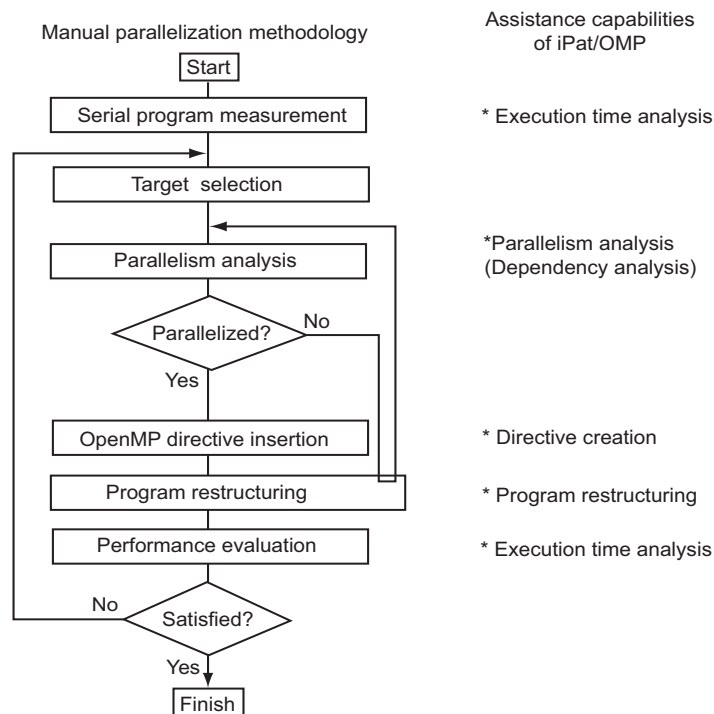 Manual parallelization methodology
Assistance capabilities
of iPat/OMP
Start
Serial program measurement
* Execution time analysis
Target selection
Parallelism analysis
*Parallelism analysis
(Dependency analysis)
Parallelized?
No
Yes
OpenMP directive insertion
* Directive creation
Program restructuring
* Program restructuring
Performance evaluation
* Execution time analysis
No
Satisfied?
Yes
Finish